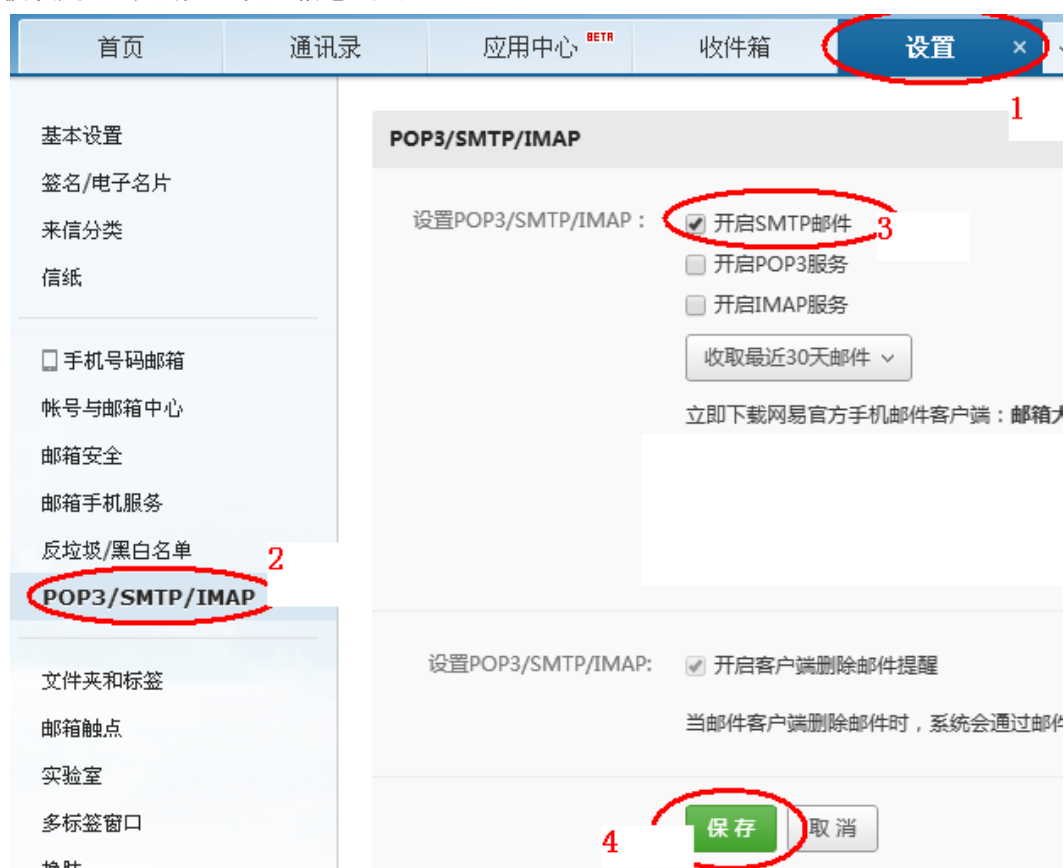 首页 通讯录 应用中心 BETA 收件箱 设置 ×
1
基本设置
POP3/SMTP/IMAP
签名/电子名片
来信分类
设置POP3/SMTP/IMAP： 开启SMTP邮件 3
开启POP3服务
信纸
开启IMAP服务
手机号码邮箱
收取最近30天邮件
帐号与邮箱中心
立即下载网易官方手机邮件客户端：邮箱
邮箱安全
邮箱手机服务
反垃圾/黑白名单
2
POP3/SMTP/IMAP
设置POP3/SMTP/IMAP: 开启客户端删除邮件提醒
文件夹和标签
邮箱触点
当邮件客户端删除邮件时，系统会通过邮件
实验室
多标签窗口
4 保存 取消